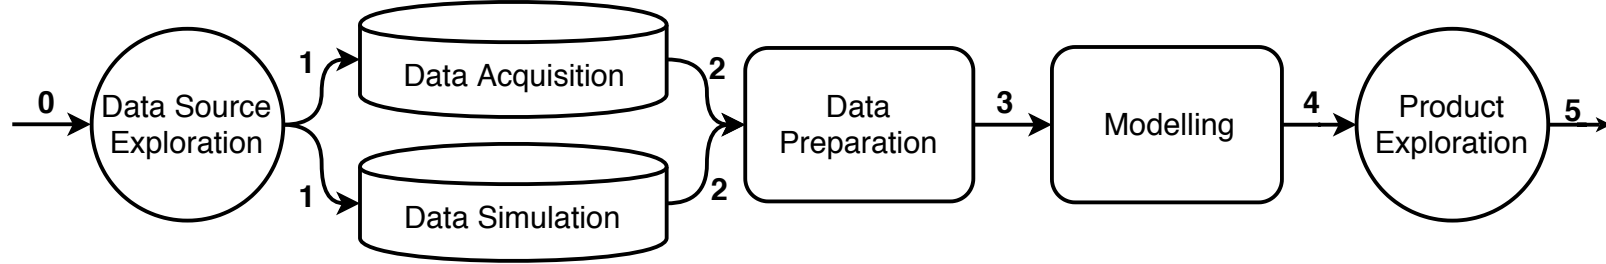 0
Data Source
Exploration
1
1
Data Acquisition
Data Simulation
2
2
Data
Preparation
3
Modelling
4
Product
Exploration
5